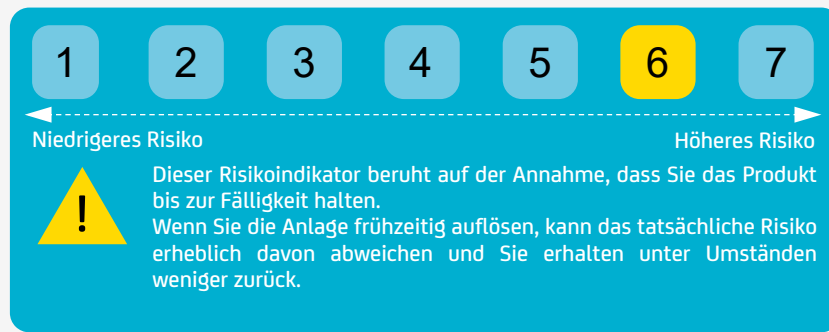 1 2 3 4 5 6 7
Niedrigeres Risiko Höheres Risiko
Dieser Risikoindikator beruht auf der Annahme, dass Sie das Produkt
bis zur Fälligkeit halten.
Wenn Sie die Anlage frühzeitig auflösen, kann das tatsächliche Risiko
erheblich davon abweichen und Sie erhalten unter Umständen
weniger zurück.
!